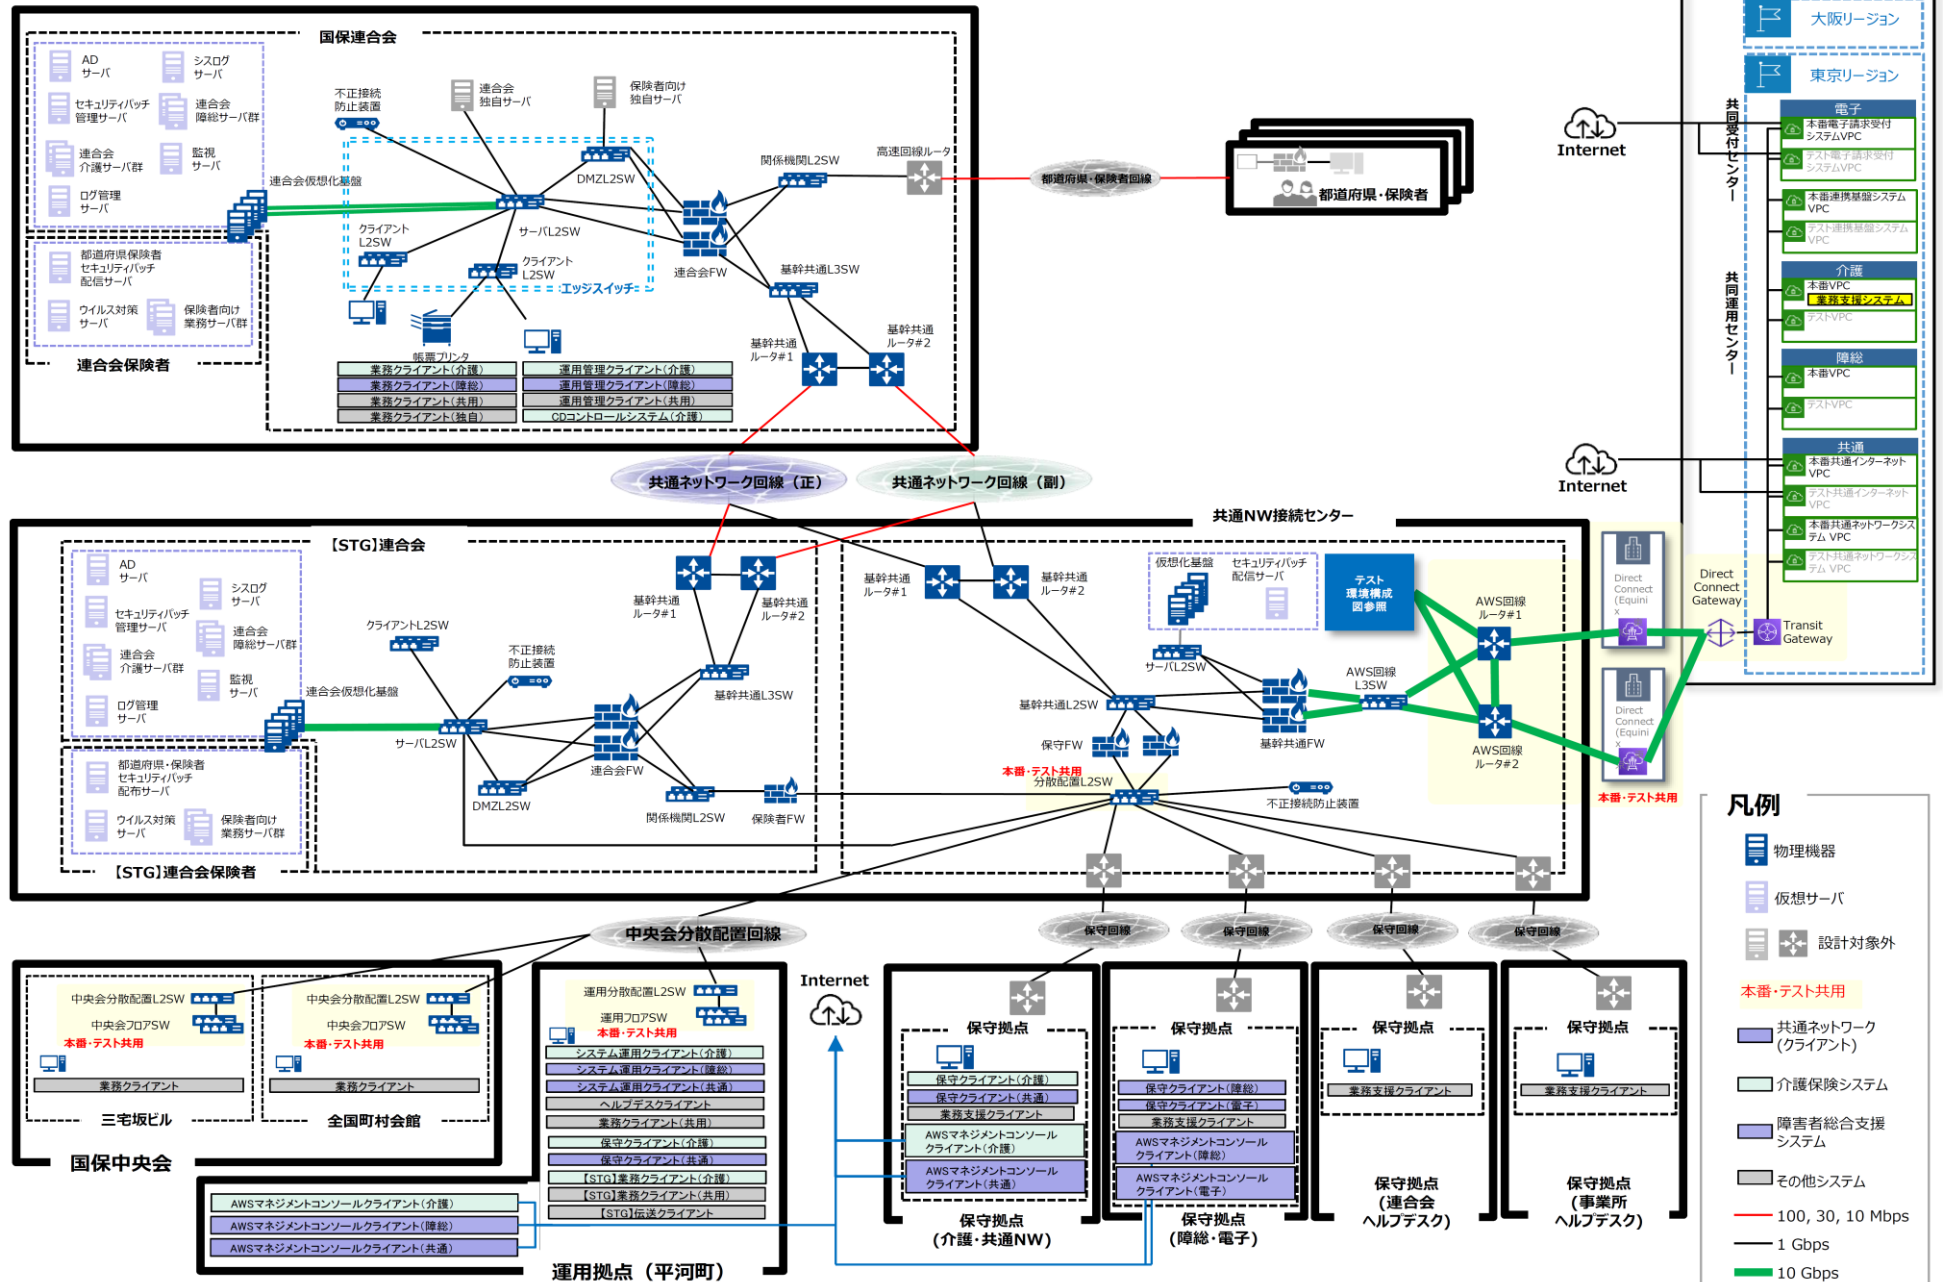 国保連合会
AD
サーバ
シスログ
サーバ
セキュリティパッチ
管理サーバ
連合会
障総サーバ群
連合会
介護サーバ群
監視
サーバ
ログ管理
サーバ
連合会仮想化基盤
都道府県保険者
セキュリティパッチ
配信サーバ
ウイルス対策
サーバ
保険者向け
業務サーバ群
連合会保険者
不正接続
防止装置
連合会
独自サーバ
保険者向け
独自サーバ
DMZL2SW
サーバL2SW
クライアント
L2SW
クライアント
L2SW
エッジスイッチ
連合会FW
関係機関L2SW
高速回線ルータ
基幹共通L3SW
基幹共通
ルータ#1
基幹共通
ルータ#2
帳票プリンタ
業務クライアント(介護)
業務クライアント(障総)
業務クライアント(共用)
業務クライアント(独自)
運用管理クライアント(介護)
運用管理クライアント(障総)
運用管理クライアント(共用)
CDコントロールシステム(介護)
都道府県・保険者回線
都道府県・保険者
共通ネットワーク回線（正）
共通ネットワーク回線（副）
Internet
Internet
大阪リージョン
東京リージョン
共同受付センター
共同運用センター
電子
本番電子請求受付
システムVPC
テスト電子請求受付
システムVPC
本番連携基盤システム
VPC
テスト連携基盤システム
VPC
介護
本番VPC
業務支援システム
テストVPC
障総
本番VPC
テストVPC
共通
本番共通インターネット
VPC
テスト共通インターネット
VPC
本番共通ネットワークシス
テム VPC
テスト共通ネットワークシス
テム VPC
共通NW接続センター
【STG】連合会
AD
サーバ
シスログ
サーバ
セキュリティパッチ
管理サーバ
連合会
障総サーバ群
連合会
介護サーバ群
監視
サーバ
ログ管理
サーバ
連合会仮想化基盤
都道府県・保険者
セキュリティパッチ
配布サーバ
ウイルス対策
サーバ
保険者向け
業務サーバ群
【STG】連合会保険者
クライアントL2SW
不正接続
防止装置
サーバL2SW
DMZL2SW
連合会FW
関係機関L2SW
保険者FW
基幹共通
ルータ#1
基幹共通
ルータ#2
基幹共通L3SW
基幹共通
ルータ#1
基幹共通
ルータ#2
仮想化基盤
セキュリティパッチ
配信サーバ
サーバL2SW
テスト
環境構成
図参照
基幹共通L2SW
基幹共通FW
AWS回線
L3SW
AWS回線
ルータ#1
AWS回線
ルータ#2
保守FW
本番・テスト共用
分散配置L2SW
不正接続防止装置
Direct
Connect
(Equini
x
Direct
Connect
(Equini
x
本番・テスト共用
Direct
Connect
Gateway
Transit
Gateway
中央会分散配置回線
保守回線
保守回線
保守回線
保守回線
中央会分散配置L2SW
中央会フロアSW
本番・テスト共用
業務クライアント
三宅坂ビル
中央会分散配置L2SW
中央会フロアSW
本番・テスト共用
業務クライアント
全国町村会館
国保中央会
運用分散配置L2SW
運用フロアSW
本番・テスト共用
システム運用クライアント(介護)
システム運用クライアント(障総)
システム運用クライアント(共通)
ヘルプデスククライアント
業務クライアント(共用)
保守クライアント(介護)
保守クライアント(共通)
【STG】業務クライアント(介護)
【STG】業務クライアント(共用)
【STG】伝送クライアント
AWSマネジメントコンソールクライアント(介護)
AWSマネジメントコンソールクライアント(障総)
AWSマネジメントコンソールクライアント(共通)
運用拠点（平河町）
Internet
保守拠点
保守クライアント(介護)
保守クライアント(共通)
業務支援クライアント
AWSマネジメントコンソール
クライアント(介護)
AWSマネジメントコンソール
クライアント(共通)
保守拠点
(介護・共通NW)
保守拠点
保守クライアント(障総)
保守クライアント(電子)
業務支援クライアント
AWSマネジメントコンソール
クライアント(障総)
AWSマネジメントコンソール
クライアント(電子)
保守拠点
(障総・電子)
保守拠点
業務支援クライアント
保守拠点
(連合会
ヘルプデスク)
保守拠点
業務支援クライアント
保守拠点
(事業所
ヘルプデスク)
凡例
物理機器
仮想サーバ
設計対象外
本番・テスト共用
共通ネットワーク
(クライアント)
介護保険システム
障害者総合支援
システム
その他システム
100, 30, 10 Mbps
1 Gbps
10 Gbps